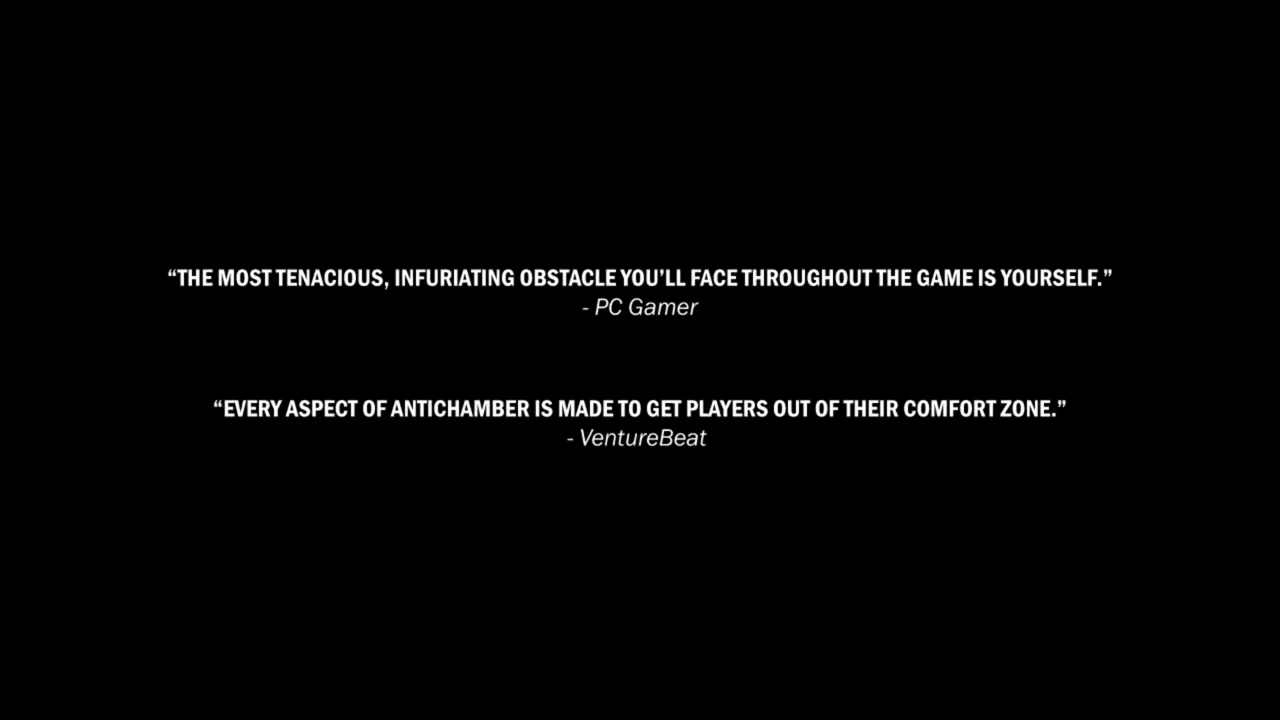 “THE MOST TENACIOUS, INFURIATING OBSTACLE YOU’LL FACE THROUGHOUT THE GAME IS YOURSELF.”
- PC Gamer
“EVERY ASPECT OF ANTICHAMBER IS MADE TO GET PLAYERS OUT OF THEIR COMFORT ZONE.”
- VentureBeat